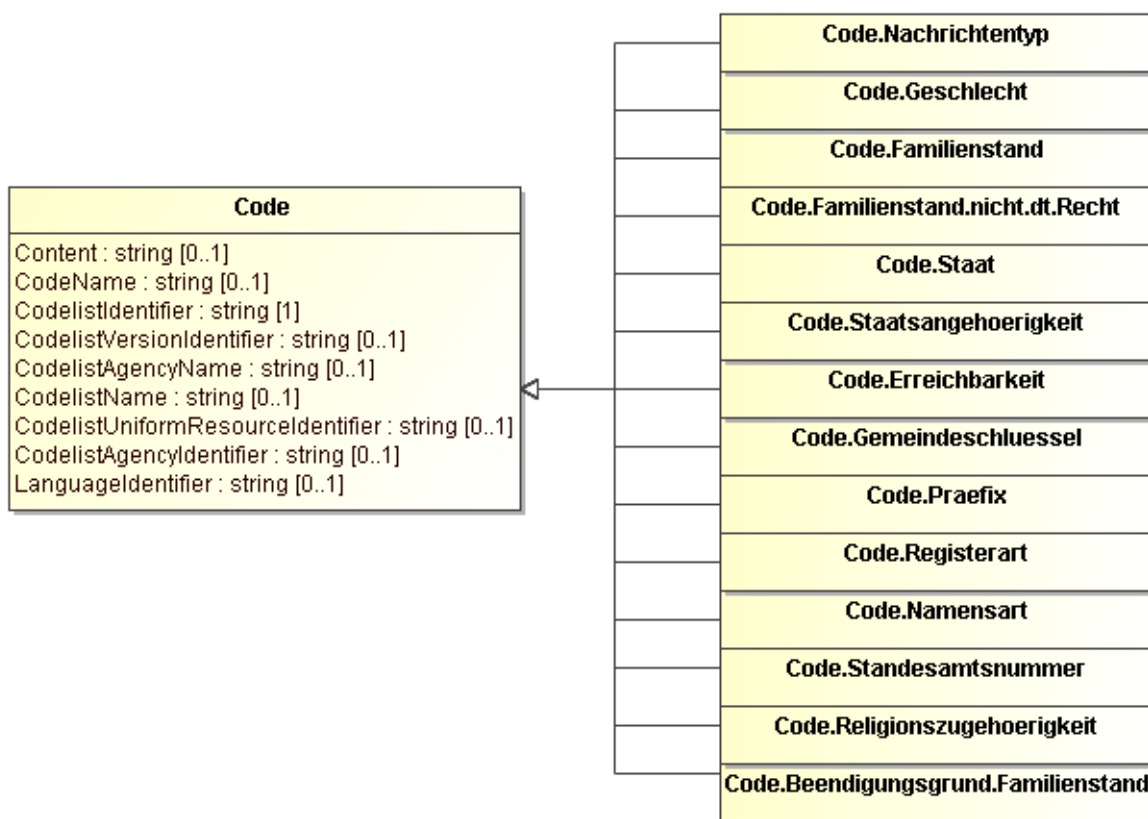 Code
Content : string [0..1]
CodeName : string [0..1]
CodelistIdentifier : string [1]
CodelistVersionIdentifier : string [0..1]
CodelistAgencyName : string [0..1]
CodelistName : string [0..1]
CodelistUniformResourceIdentifier : string [0..1]
CodelistAgencyIdentifier : string [0..1]
LanguageIdentifier : string [0..1]
Code.Nachrichtentyp
Code.Geschlecht
Code.Familienstand
Code.Familienstand.nicht.dt.Recht
Code.Staat
Code.Staatsangehoerigkeit
Code.Erreichbarkeit
Code.Gemeindeschluessel
Code.Praefix
Code.Registerart
Code.Namensart
Code.Standesamtsnummer
Code.Religionszugehoerigkeit
Code.Beendigungsgrund.Familienstand